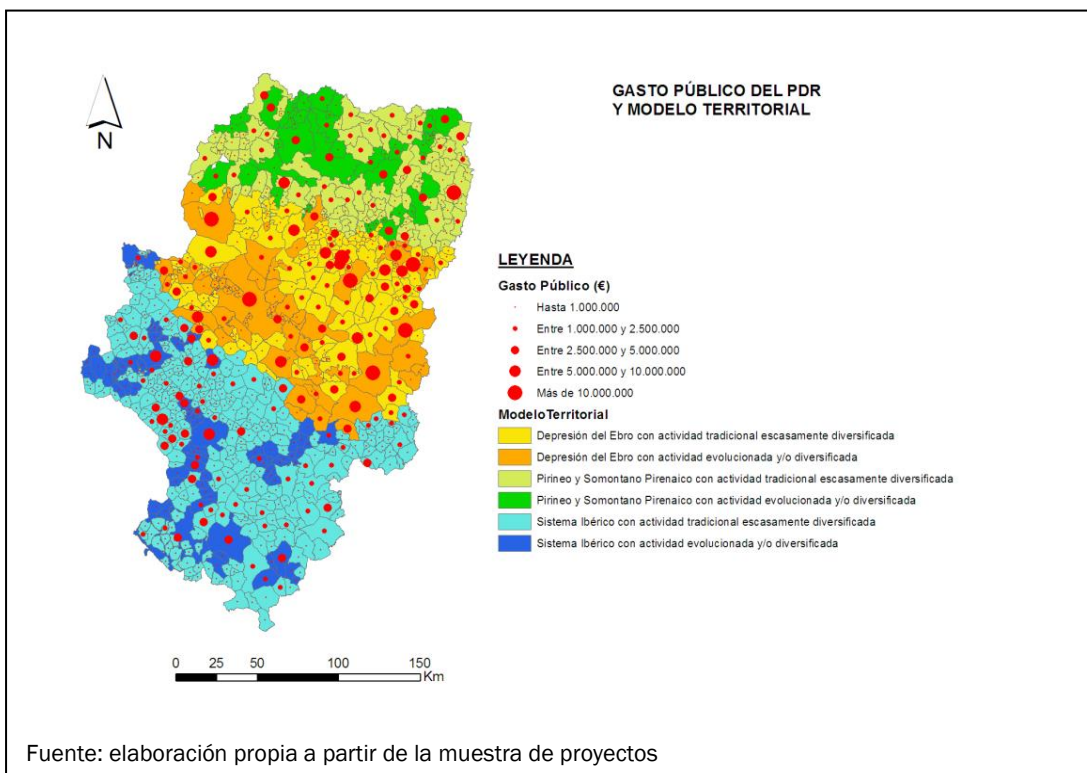 GASTO PÚBLICO DEL PDR
Y MODELO TERRITORIAL
N
LEYENDA
Gasto Público (€)
Hasta 1.000.000
Entre 1.000.000 y 2.500.000
Entre 2.500.000 y 5.000.000
Entre 5.000.000 y 10.000.000
Más de 10.000.000
Modelo Territorial
Depresión del Ebro con actividad tradicional escasamente diversificada
Depresión del Ebro con actividad evolucionada y/o diversificada
Pirineo y Somontano Pirenaico con actividad tradicional escasamente diversificada
Pirineo y Somontano Pirenaico con actividad evolucionada y/o diversificada
Sistema Ibérico con actividad tradicional escasamente diversificada
Sistema Ibérico con actividad evolucionada y/o diversificada
0 25 50 100 150
Km
Fuente: elaboración propia a partir de la muestra de proyectos